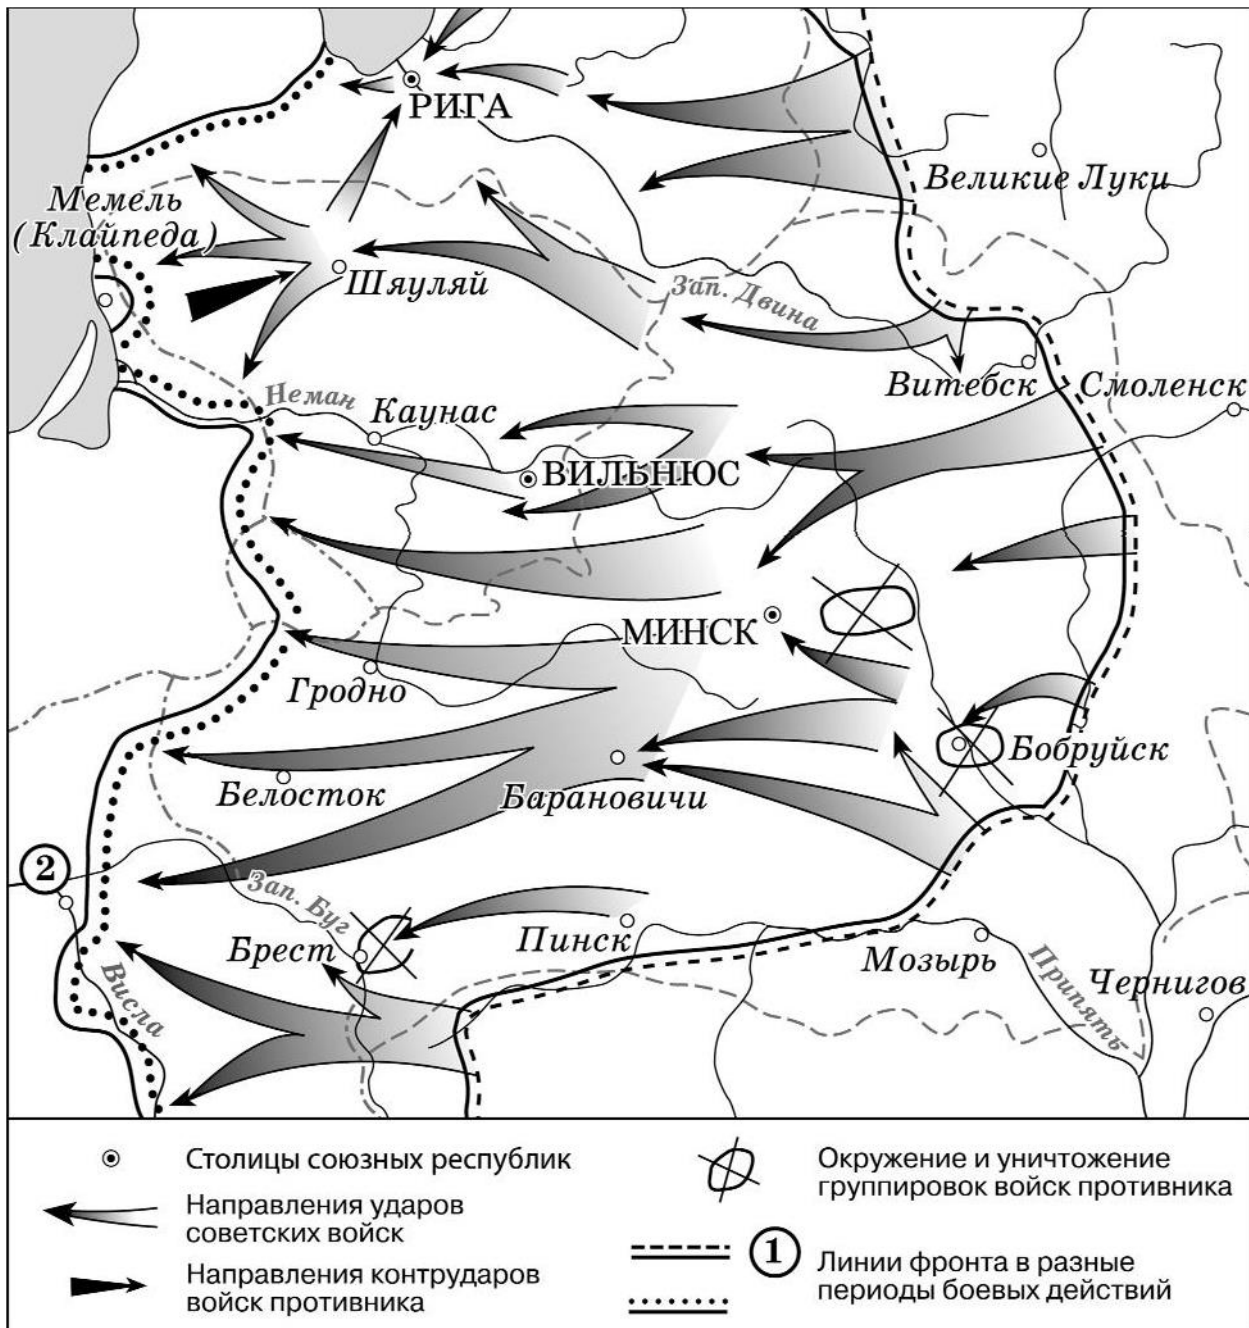 РИГА
Великие Луки
Мемель
(Клайпеда)
Шяуляй
Зап. Двина
Витебск
Смоленск
Неман
Каунас
ВИЛЬНЮС
МИНСК
Гродно
Бобруйск
Белосток
Барановичи
2
Зап. Буг
Брест
Пинск
Мозырь
Припять
Чернигов
Висла
Столицы союзных республик
Направления ударов
советских войск
Направления контрударов
войск противника
Окружение и уничтожение
группировок войск противника
1
Линии фронта в разные
периоды боевых действий